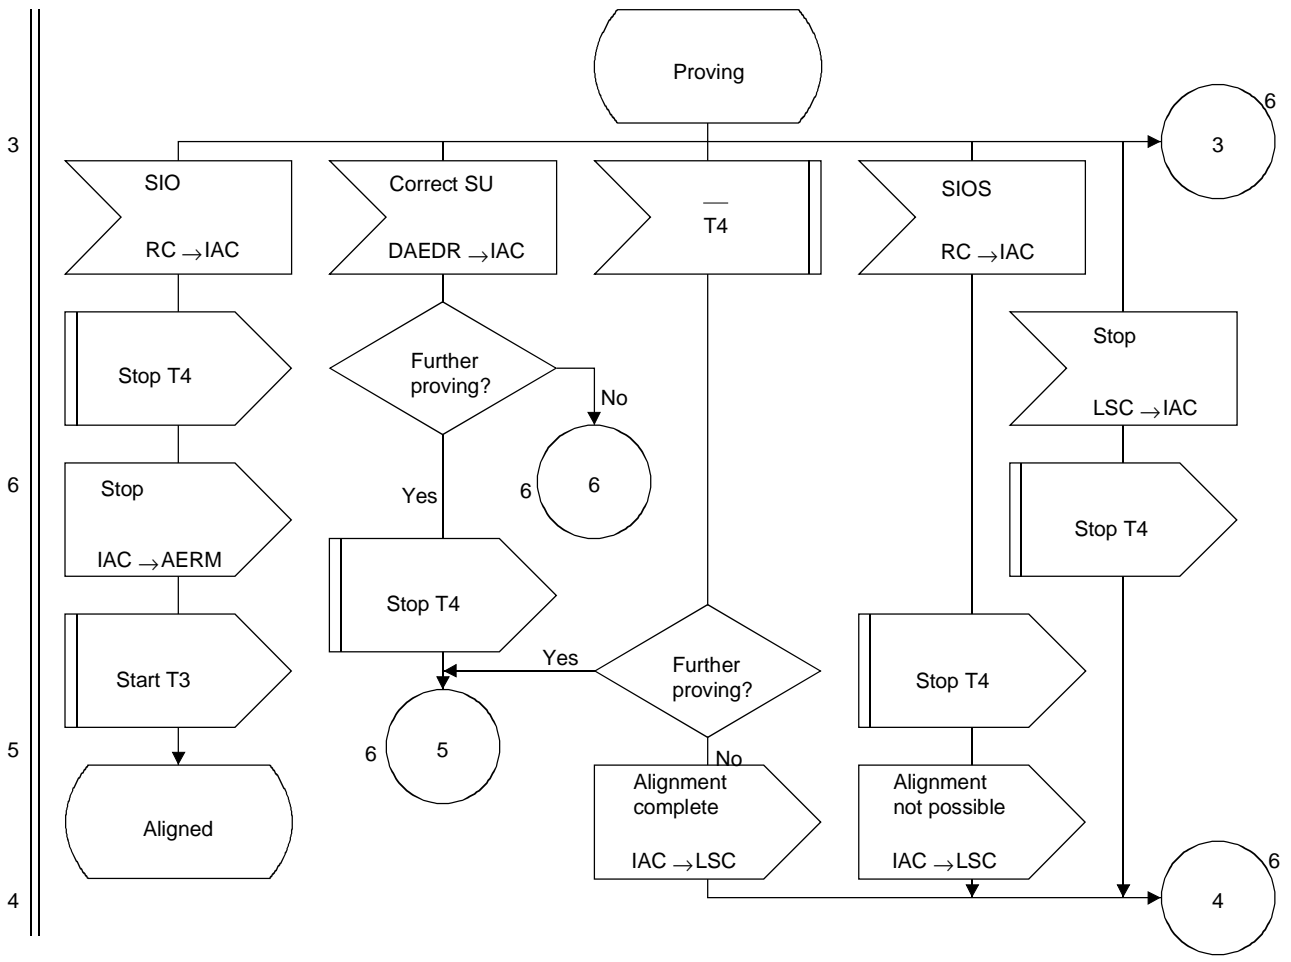 Proving
6
3
3
SIO
RC →IAC
Correct SU
DAEDR →IAC
T4
SIOS
RC →IAC
Stop T4
Further
proving?
No
Stop
LSC →IAC
6
Stop
IAC →AERM
Yes
6
6
Stop T4
Stop T4
Start T3
Yes
Further
proving?
Stop T4
5
6
5
No
Aligned
Alignment
complete
IAC →LSC
Alignment
not possible
IAC →LSC
6
4
4